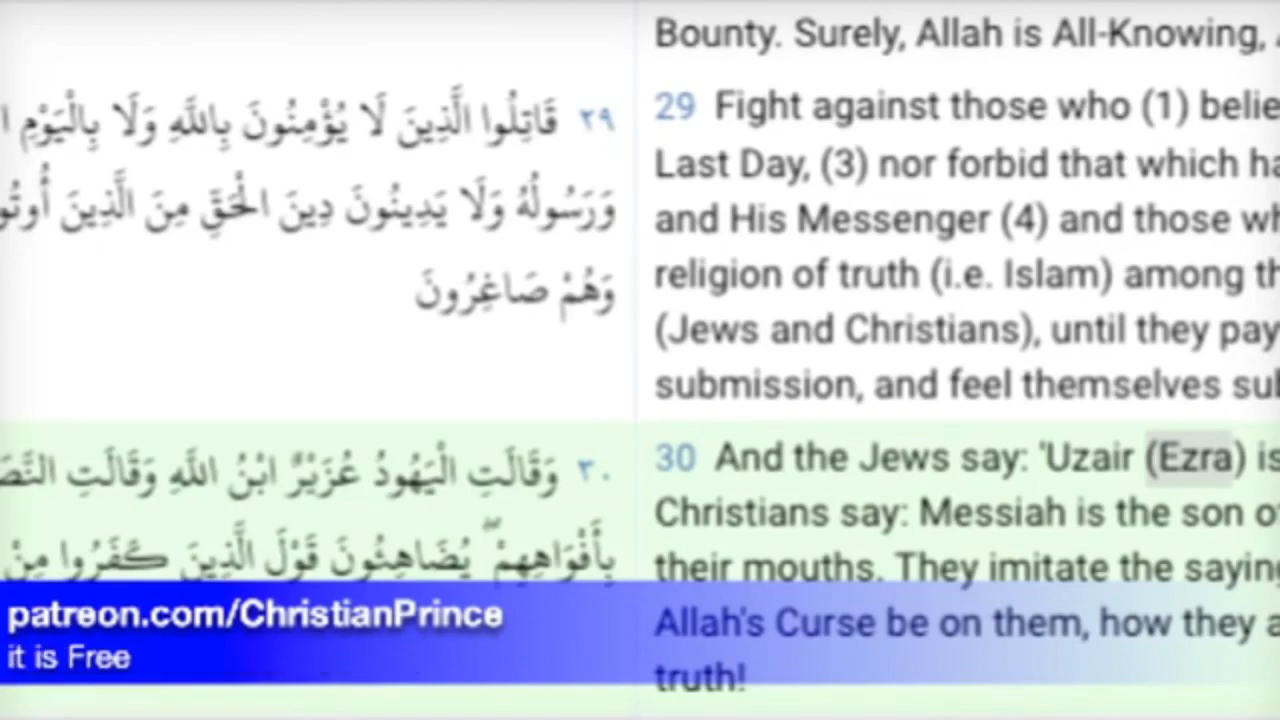 Bounty. Surely, Allah is All-Knowing,
٢٩ قَاتِلُوا الَّذِينَ لَا يُؤْمِنُونَ بِاللَّهِ وَلَا بِالْيَوْمِ
وَرَسُولُهُ وَلَا يَدِينُونَ دِينَ الْحَقِّ مِنَ الَّذِينَ أُوتُو
وَهُمْ صَاغِرُونَ
29 Fight against those who (1) belie
Last Day, (3) nor forbid that which ha
and His Messenger (4) and those wh
religion of truth (i.e. Islam) among th
(Jews and Christians), until they pay
submission, and feel themselves sub
٣٠ وَقَالَتِ الْيَهُودُ عُزَيْرٌ ابْنُ اللَّهِ وَقَالَتِ النَّصَ
بِأَفْوَاهِهِمْ ۖ يُضَاهِئُونَ قَوْلَ الَّذِينَ كَفَرُوا مِنْ
30 And the Jews say: 'Uzair (Ezra) is
Christians say: Messiah is the son o
their mouths. They imitate the saying
Allah's Curse be on them, how they a
truth!
patreon.com/ChristianPrince
it is Free